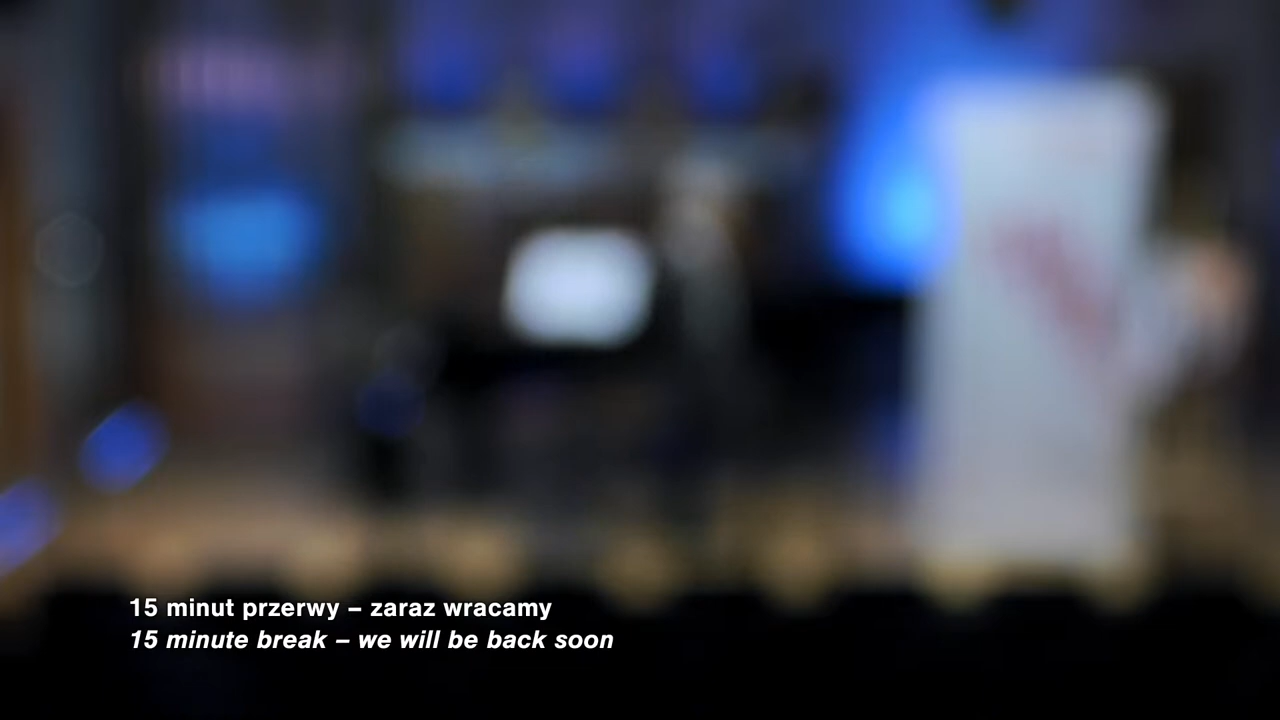 15 minut przerwy – zaraz wracamy
15 minute break – we will be back soon